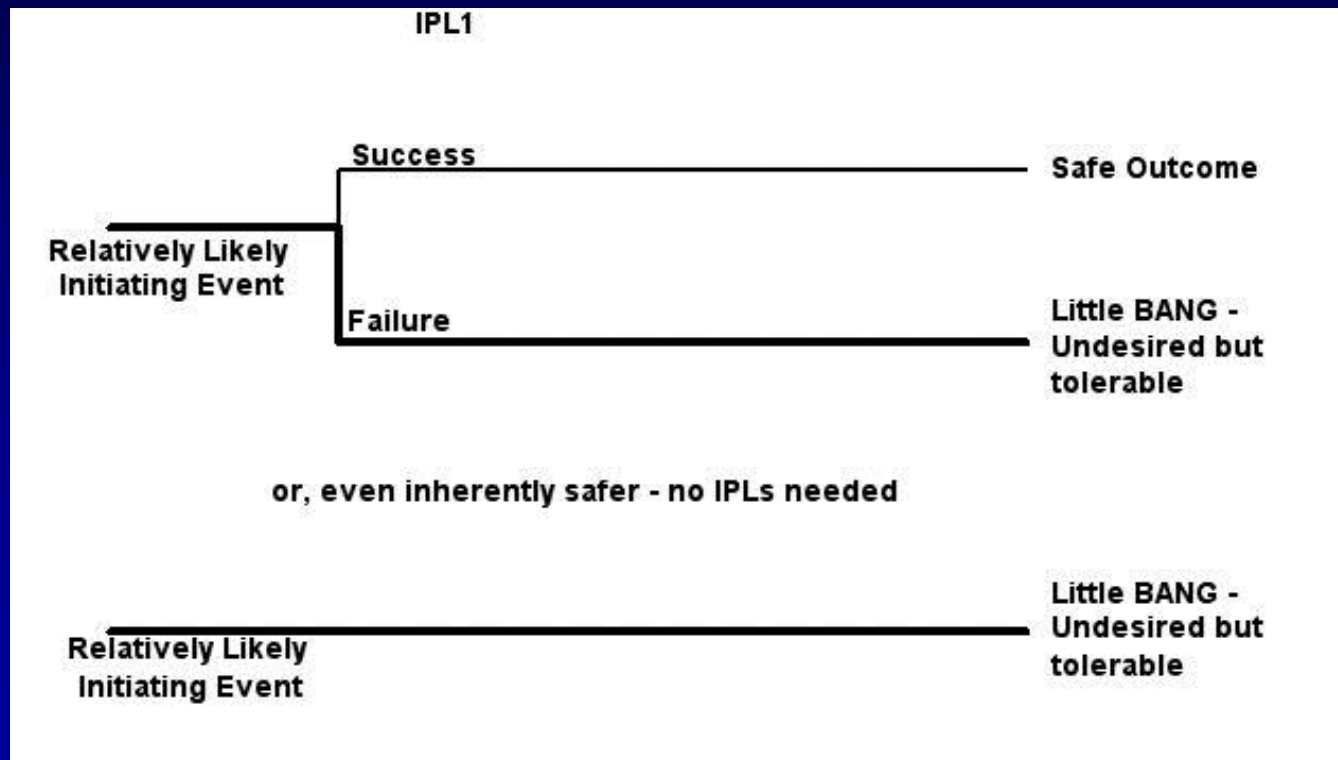 IPL1
Success
Safe Outcome
Relatively Likely
Initiating Event
Failure
Little BANG -
Undesired but
tolerable
or, even inherently safer - no IPLs needed
Little BANG -
Undesired but
tolerable
Relatively Likely
Initiating Event